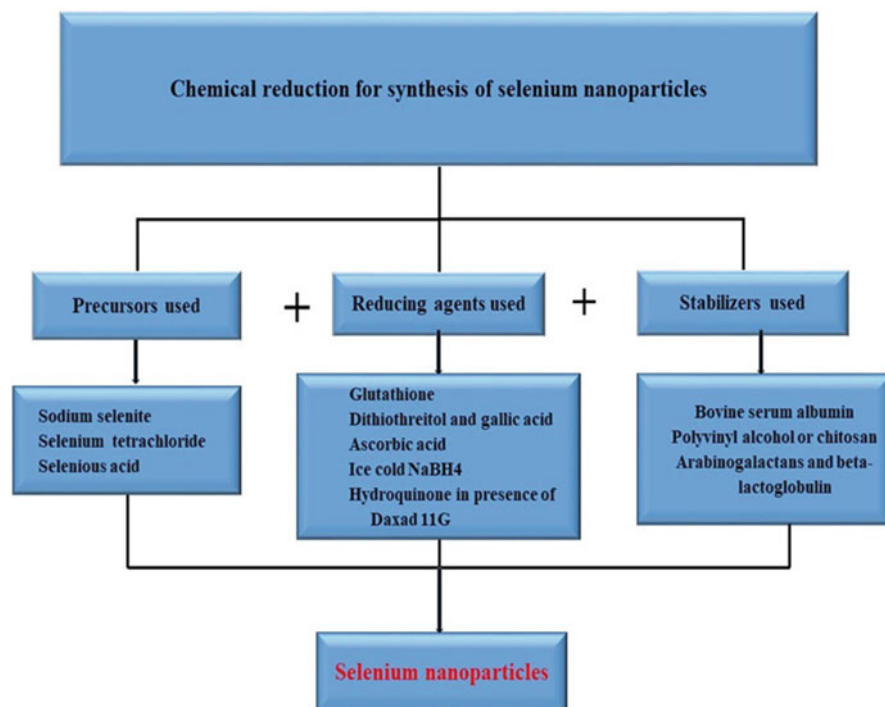 Chemical reduction for synthesis of selenium nanoparticles
Precursors used
+
Reducing agents used
+
Stabilizers used
Sodium selenite
Selenium tetrachloride
Selenious acid
Glutathione
Dithiothreitol and gallic acid
Ascorbic acid
Ice cold NaBH4
Hydroquinone in presence of
Daxad 11G
Bovine serum albumin
Polyvinyl alcohol or chitosan
Arabinogalactans and beta-
lactoglobulin
Selenium nanoparticles